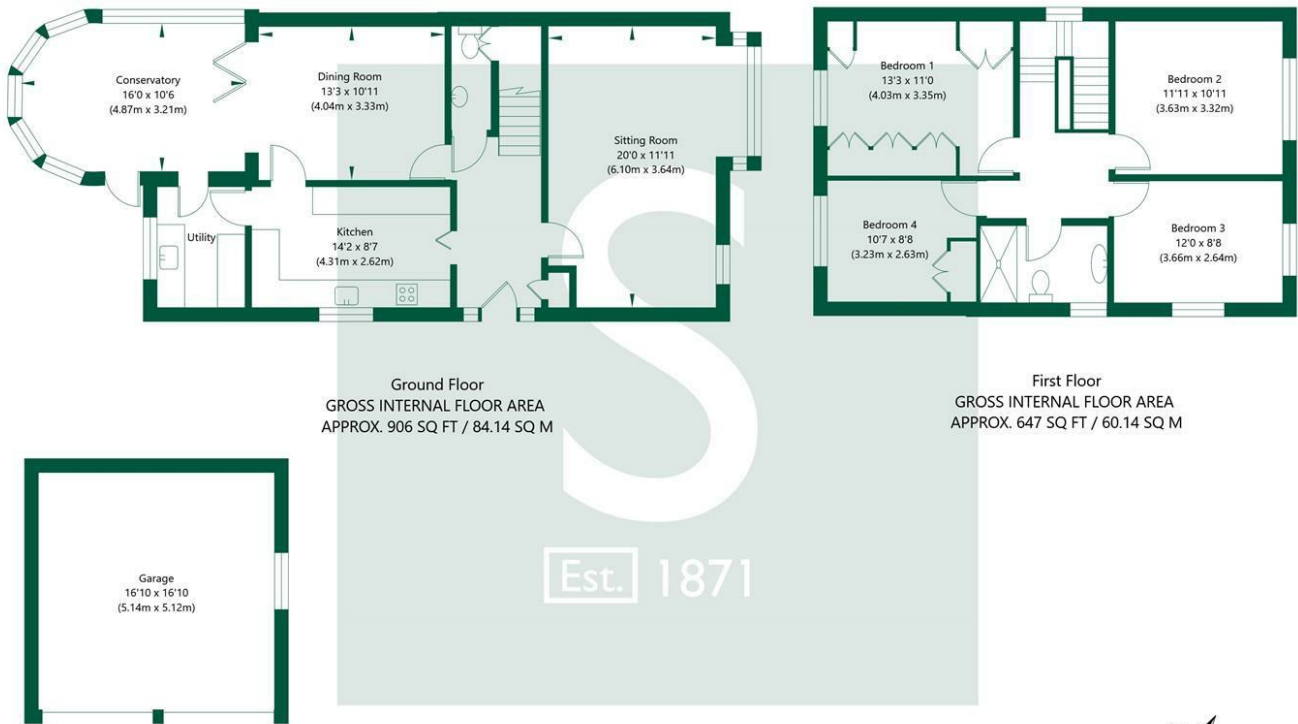 Conservatory
16'0 x 10'6
(4.87m x 3.21m)
Dining Room
13'3 x 10'11
(4.04m x 3.33m)
Sitting Room
20'0 x 11'11
(6.10m x 3.64m)
Utility
Kitchen
14'2 x 8'7
(4.31m x 2.62m)
Bedroom 1
13'3 x 11'0
(4.03m x 3.35m)
Bedroom 2
11'11 x 10'11
(3.63m x 3.32m)
Bedroom 4
10'7 x 8'8
(3.23m x 2.63m)
Bedroom 3
12'0 x 8'8
(3.66m x 2.64m)
Ground Floor
GROSS INTERNAL FLOOR AREA
APPROX. 906 SQ FT / 84.14 SQ M
First Floor
GROSS INTERNAL FLOOR AREA
APPROX. 647 SQ FT / 60.14 SQ M
Garage
16'10 x 16'10
(5.14m x 5.12m)
S
Est. 1871